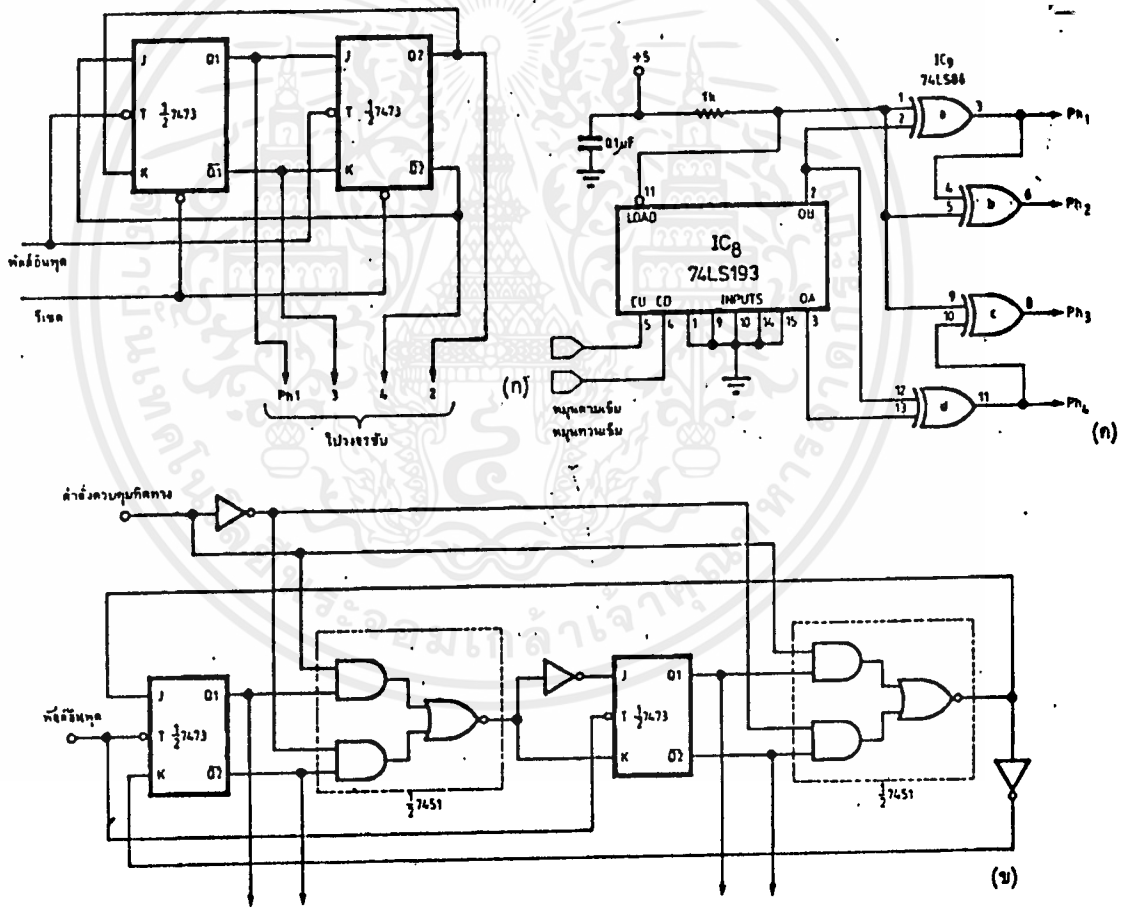 J
Q1
T
½ 7473
K
Q̄1
J
Q2
T
½ 7473
K
Q̄2
พัลส์อินพุต
รีเซต
Ph1
3
4
2
ไปวงจรขับ
(ก)
+5
1k
0.1µF
11
LOAD
2
QB
IC8
74LS193
CU
CD
INPUTS
QA
5
4
1
9
10
14
15
3
หมุนตามเข็ม
หมุนทวนเข็ม
IC9
74LS86
1
2
a
3
Ph1
4
5
b
6
Ph2
9
10
c
8
Ph3
12
13
d
11
Ph4
(ค)
คำสั่งควบคุมทิศทาง
พัลส์อินพุต
J
Q1
T
½ 7473
K
Q̄1
½ 7451
J
Q1
T
½ 7473
K
Q̄2
½ 7451
(ข)